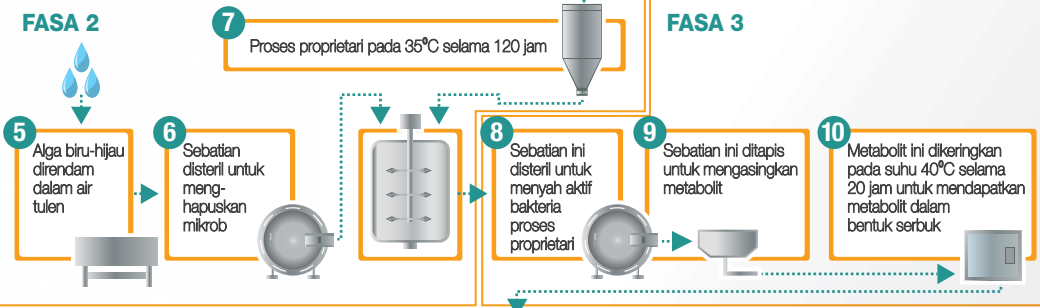 FASA 2
7
Proses proprietari pada 35⁰C selama 120 jam
FASA 3
5
Alga biru-hijau
direndam
dalam air
tulen
6
Sebatian
disteril untuk
meng-
hapuskan
mikrob
8
Sebatian ini
disteril untuk
menyah aktif
bakteria
proses
proprietari
9
Sebatian ini ditapis
untuk mengasingkan
metabolit
10
Metabolit ini dikeringkan
pada suhu 40⁰C selama
20 jam untuk mendapatkan
metabolit dalam
bentuk serbuk